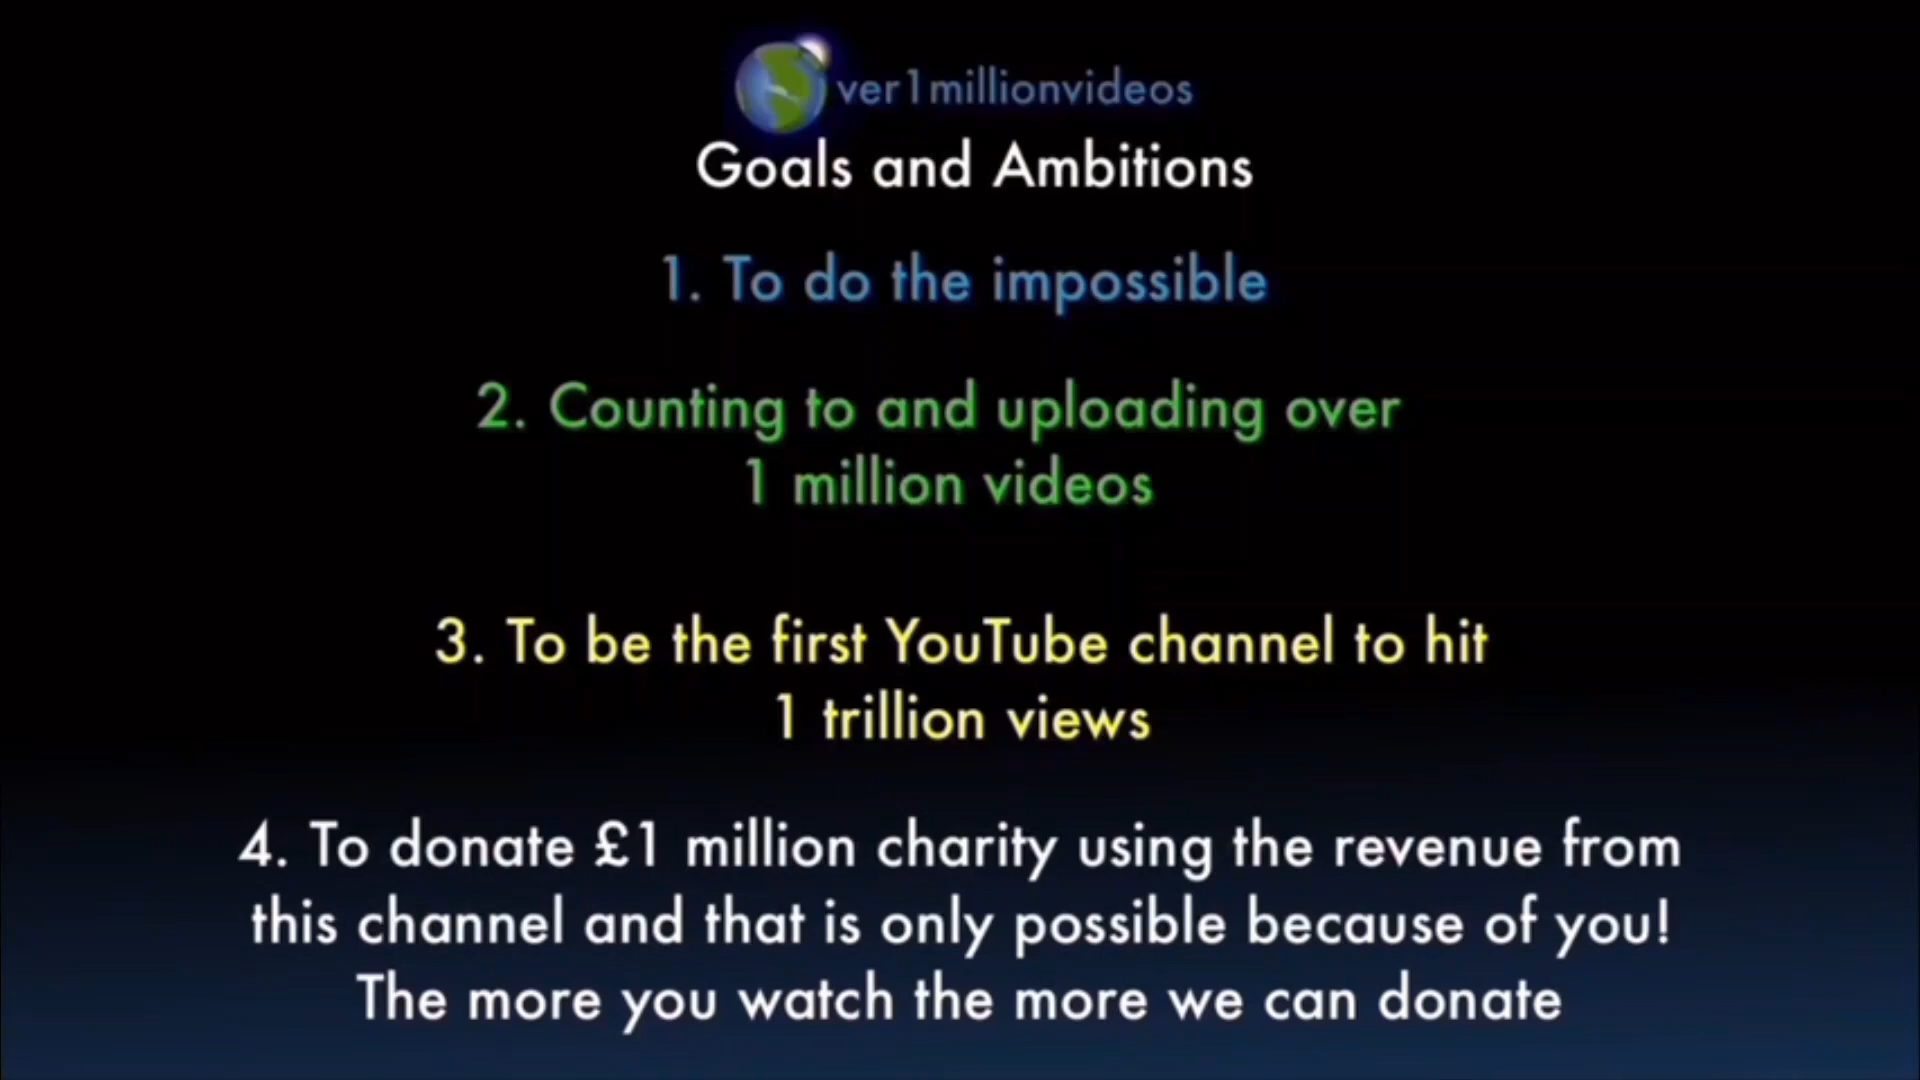 ver1millionvideos
Goals and Ambitions
1. To do the impossible
2. Counting to and uploading over
1 million videos
3. To be the first YouTube channel to hit
1 trillion views
4. To donate £1 million charity using the revenue from
this channel and that is only possible because of you!
The more you watch the more we can donate